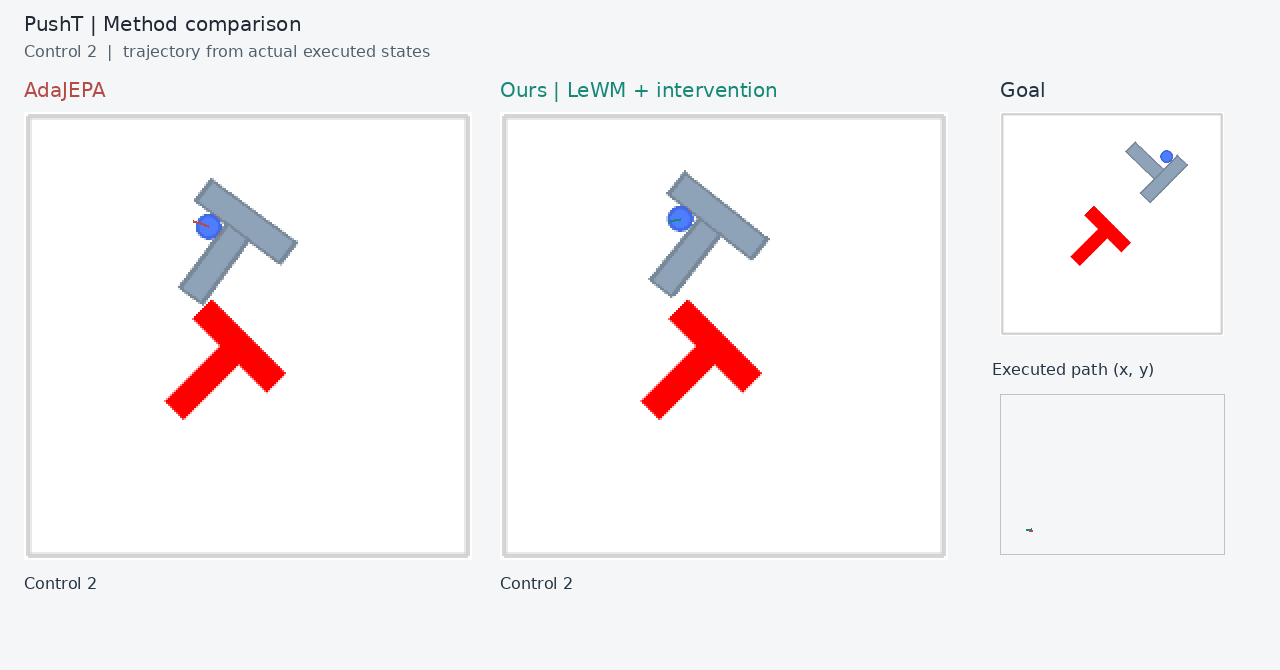 PushT | Method comparison
Control 2 | trajectory from actual executed states
AdaJEPA
Ours | LeWM + intervention
Goal
Executed path (x, y)
Control 2
Control 2